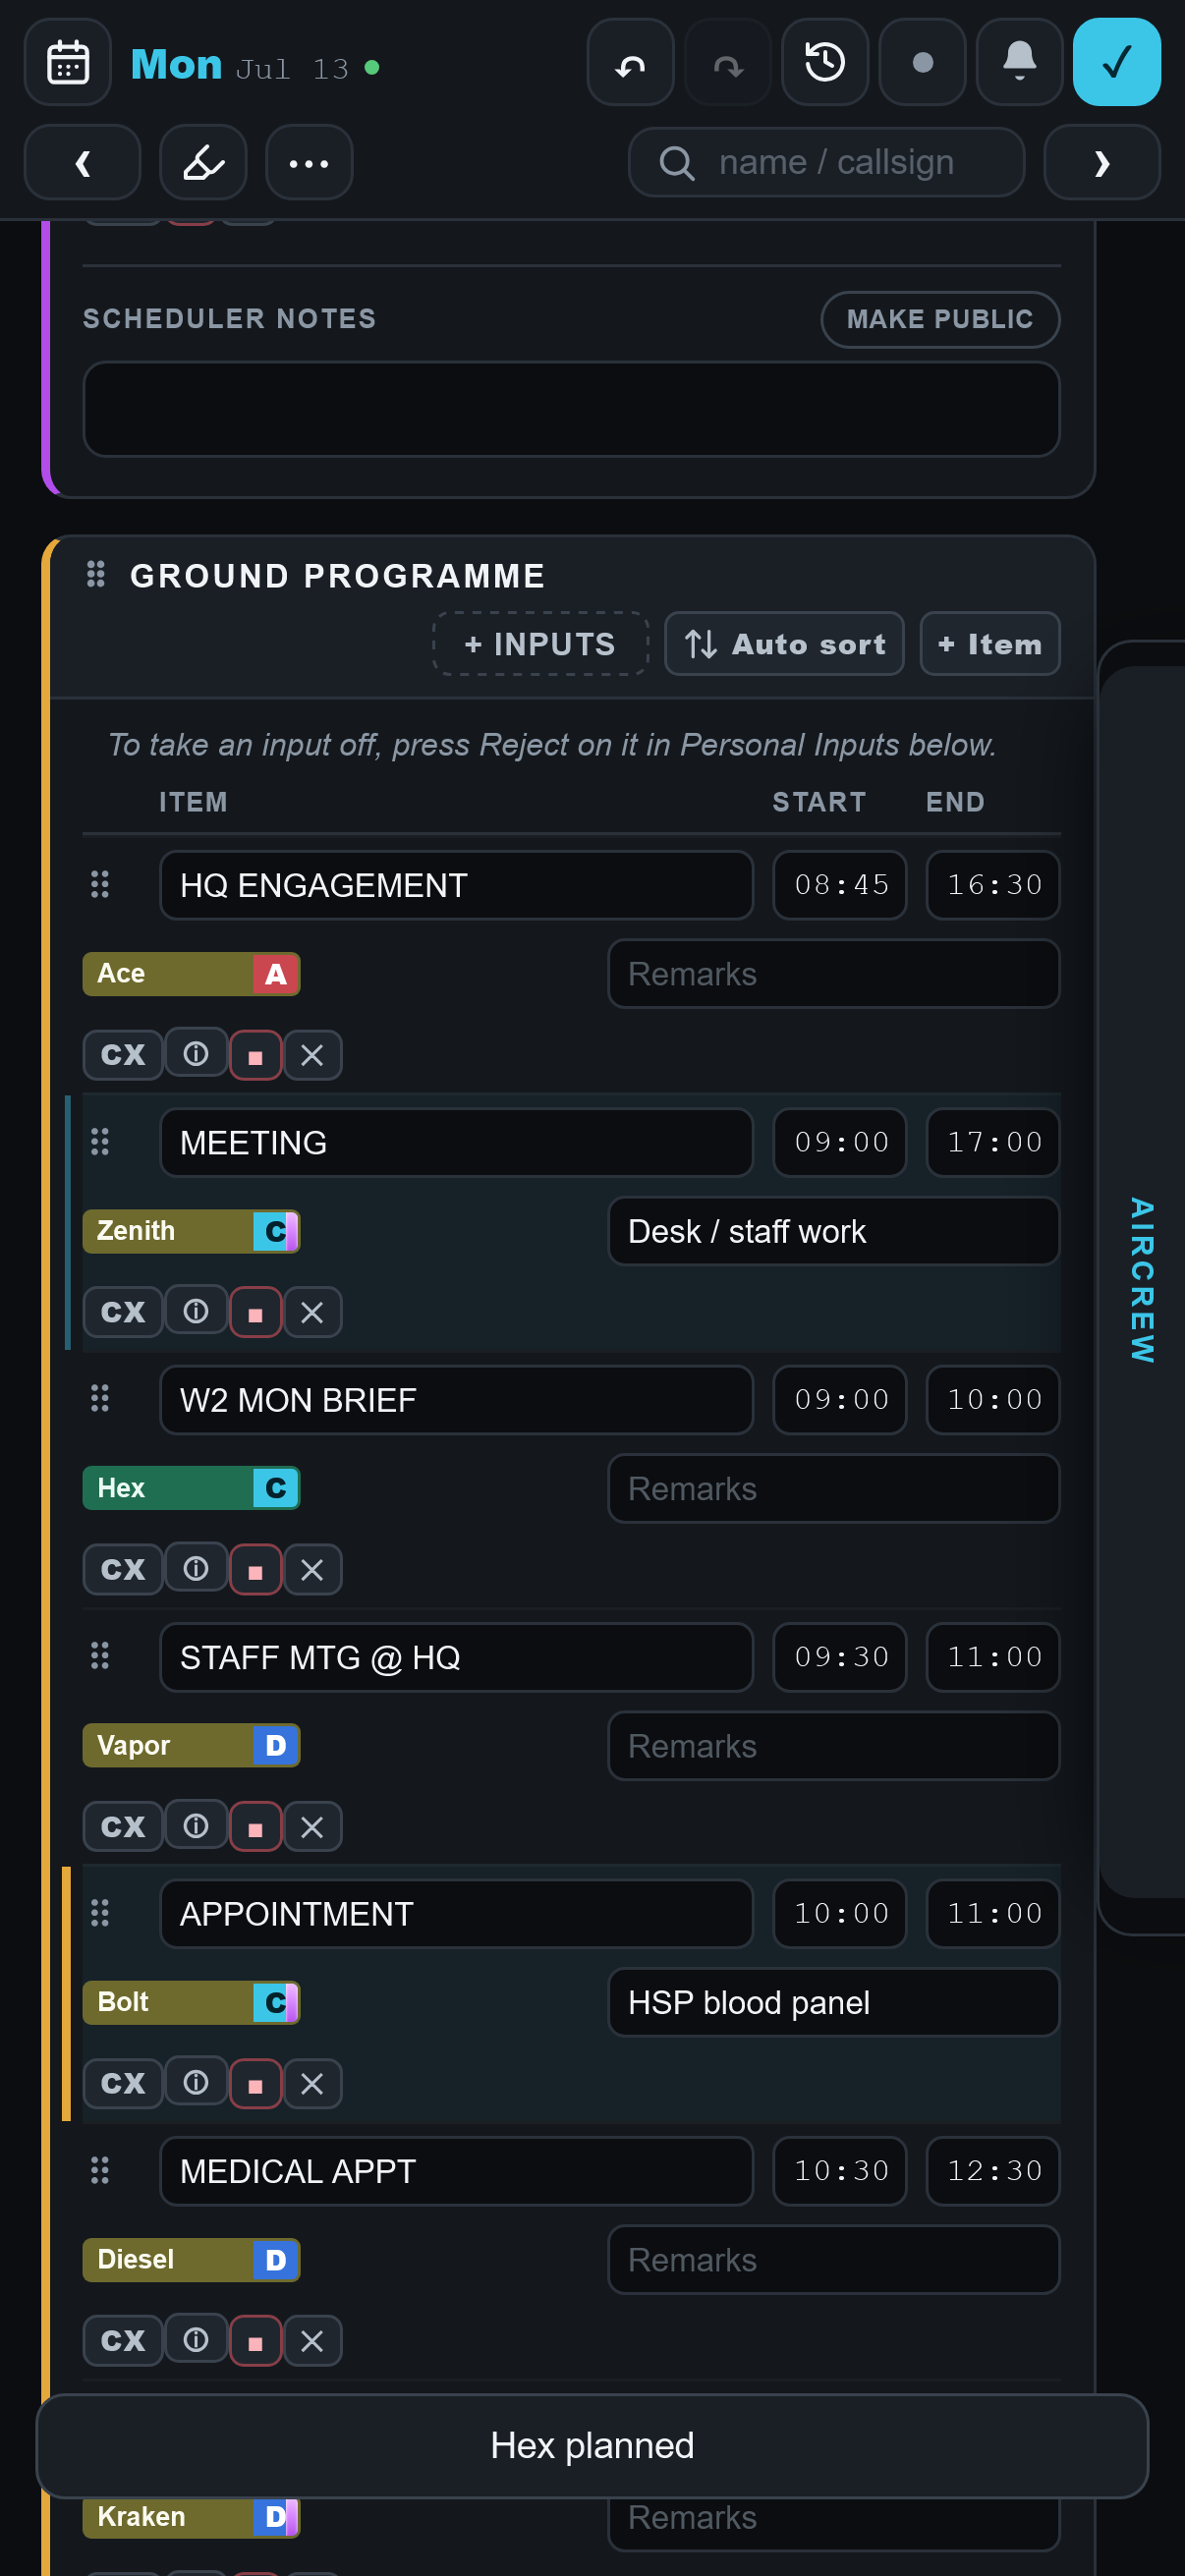 Mon Jul 13
name / callsign
SCHEDULER NOTES MAKE PUBLIC
GROUND PROGRAMME
+ INPUTS Auto sort + Item
To take an input off, press Reject on it in Personal Inputs below.
ITEM START END
HQ ENGAGEMENT 08:45 16:30
Ace A Remarks
CX
MEETING 09:00 17:00
Zenith C Desk / staff work
CX
W2 MON BRIEF 09:00 10:00
Hex C Remarks
CX
STAFF MTG @ HQ 09:30 11:00
Vapor D Remarks
CX
APPOINTMENT 10:00 11:00
Bolt C HSP blood panel
CX
MEDICAL APPT 10:30 12:30
Diesel D Remarks
CX
Hex planned
Kraken D Remarks
AIRCREW